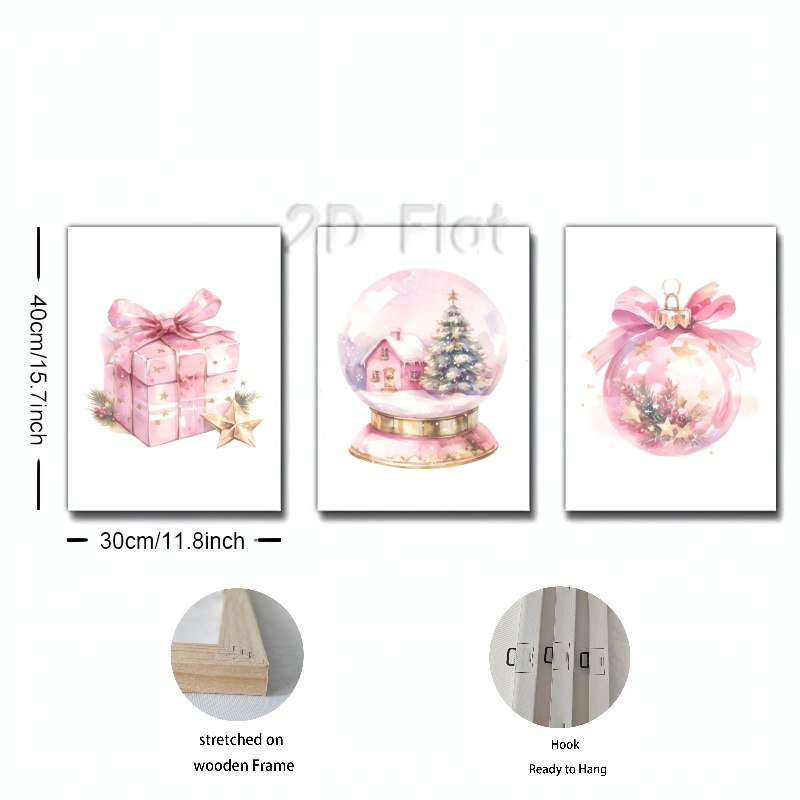 2D Flat
40cm/15.7inch
30cm/11.8inch
stretched on
wooden Frame
Hook
Ready to Hang